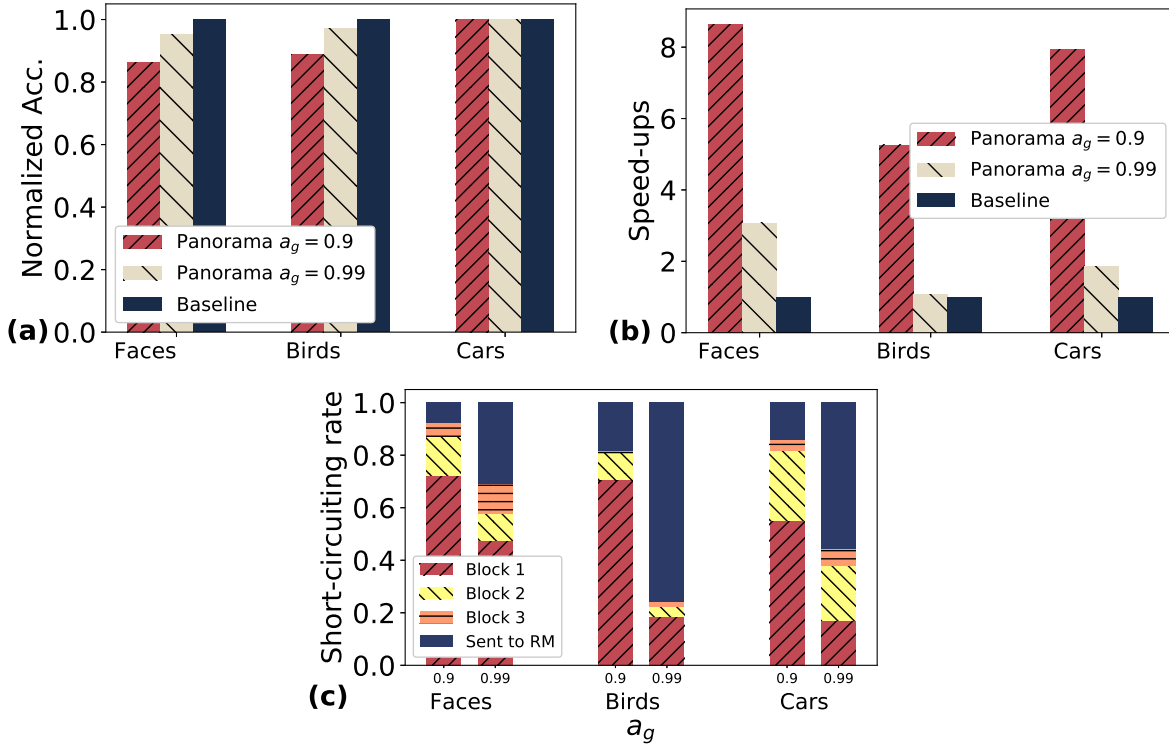 1.0
0.8
0.6
0.4
0.2
0.0
Normalized Acc.
Panorama a_g = 0.9
Panorama a_g = 0.99
Baseline
(a)
Faces Birds Cars
8
6
4
2
0
Speed-ups
Panorama a_g = 0.9
Panorama a_g = 0.99
Baseline
(b)
Faces Birds Cars
1.0
0.8
0.6
0.4
0.2
0.0
Short-circuiting rate
Block 1
Block 2
Block 3
Sent to RM
(c)
0.9 0.99 0.9 0.99 0.9 0.99
Faces Birds Cars
a_g